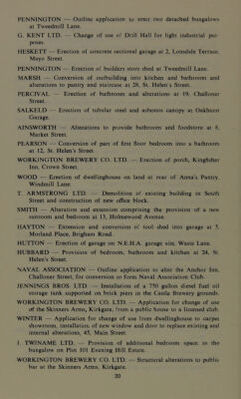 PENNINGTON — Outline application to erect two detached bungalows
at Tweedmill Lane.
G. KENT LTD. — Change of use of Drill Hall for light industrial pur-
poses.
HESKETT — Erection of concrete sectional garage at 2, Lonsdale Terrace,
Mayo Street.
PENNINGTON — Erection of builders store shed at Tweedmill Lane.
MARSH — Conversion of outbuilding into kitchen and bathroom and
alterations to pantry and staircase at 28, St. Helen's Street.
PERCIVAL — Erection of bathroom and alterations at 19, Challoner
Street.
SALKELD — Erection of tubular steel and asbestos canopy at Oakhurst
Garage.
AINSWORTH — Alterations to provide bathroom and foodstore at 8,
Market Street.
PEARSON — Conversion of part of first floor bedroom into a bathroom
at 12, St. Helen's Street.
WORKINGTON BREWERY CO. LTD. — Erection of porch, Kingfisher
Inn, Crown Street.
WOOD — Erection of dwellinghouse on land at rear of Anna's Pantry,
Windmill Lane.
T. ARMSTRONG LTD. — Demolition of existing building in South
Street and construction of new office block.
SMITH — Alteration and extension comprising the provision of a new
sunroom and bedroom at 13, Holmewood Avenue.
HAYTON — Extension and conversion of tool shed into garage at 5,
Morland Place, Brigham Road.
HUTTON — Erection of garage on N.E.H.A. garage site, Waste Lane.
HUBBARD — Provision of bedroom, bathroom and kitchen at 24, St.
Helen's Street.
NAVAL ASSOCIATION — Outline application to alter the Anchor Inn,
Challoner Street, for conversion to form Naval Association Club.
JENNINGS BROS. LTD. — Installation of a 750 gallon diesel fuel oil
storage tank supported on brick piers in the Castle Brewery grounds.
WORKINGTON BREWERY CO. LTD. — Application for change of use
of the Skinners Arms, Kirkgate, from a public house to a licensed club.
WINTER — Application for change of use from dwellinghouse to carpet
showroom, installation of new window and door to replace existing and
internal alterations, 45, Main Street.
J. TWINAME LTD. — Provision of additional bedroom space in the
bungalow on Plot 101 Evening Hill Estate.
WORKINGTON BREWERY CO. LTD. — Structural alterations to public
bar at the Skinners Arms, Kirkgate.
20